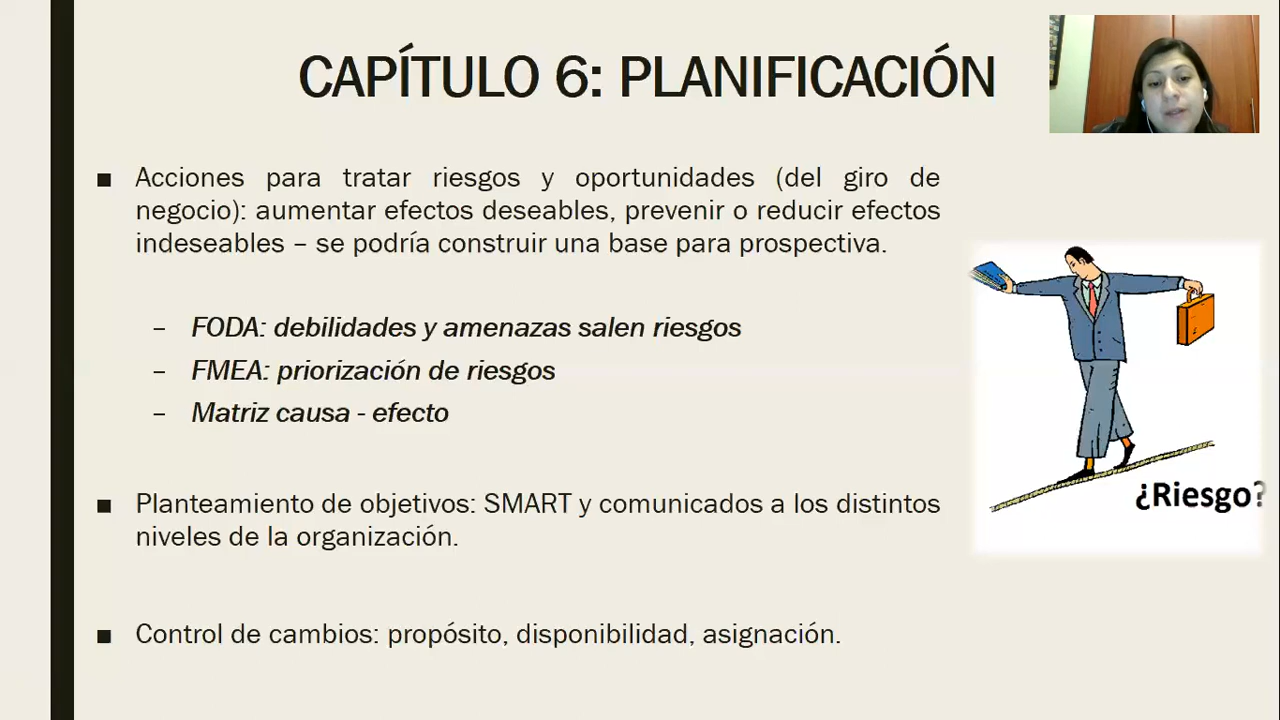 CAPÍTULO 6: PLANIFICACIÓN
■ Acciones para tratar riesgos y oportunidades (del giro de
negocio): aumentar efectos deseables, prevenir o reducir efectos
indeseables – se podría construir una base para prospectiva.
– FODA: debilidades y amenazas salen riesgos
– FMEA: priorización de riesgos
– Matriz causa - efecto
■ Planteamiento de objetivos: SMART y comunicados a los distintos
niveles de la organización.
■ Control de cambios: propósito, disponibilidad, asignación.
¿Riesgo?